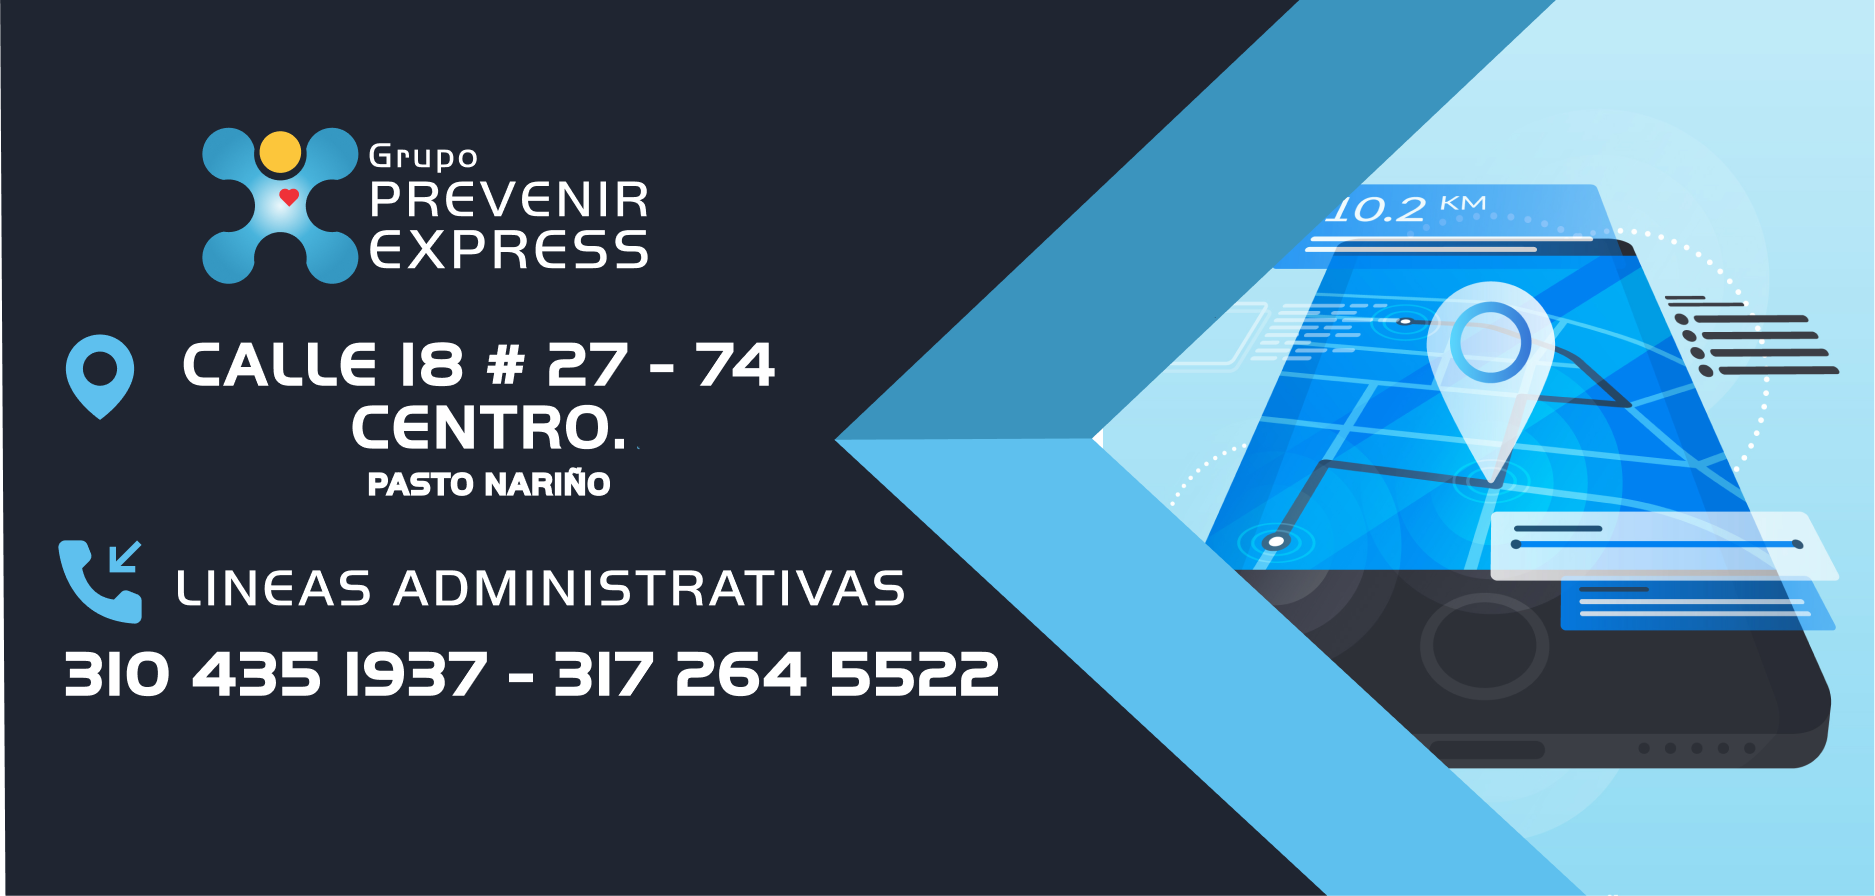 Grupo
PREVENIR
EXPRESS
CALLE 18 # 27 - 74
CENTRO.
PASTO NARIÑO
LINEAS ADMINISTRATIVAS
310 435 1937 - 317 264 5522
10.2 KM